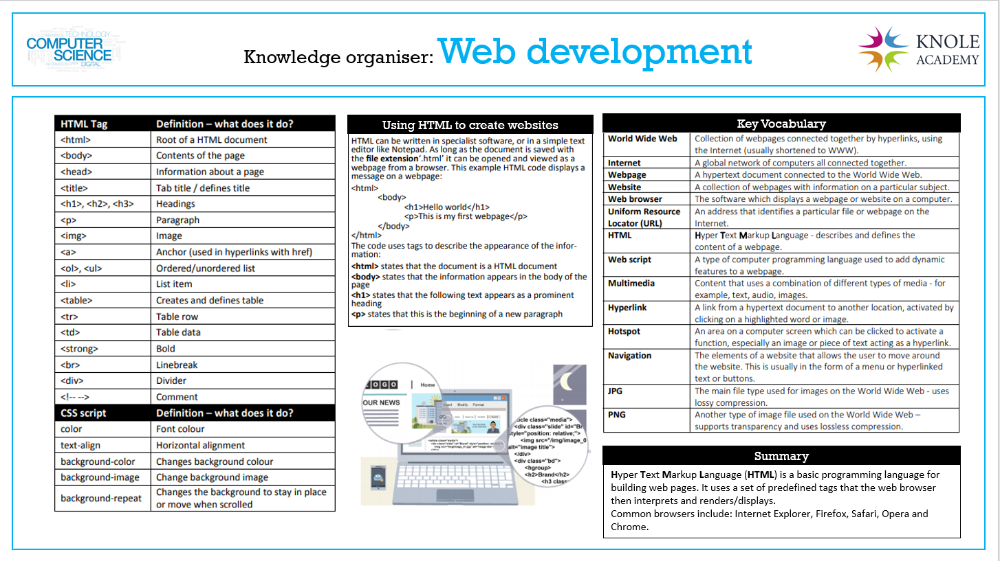 COMPUTER
SCIENCE
TECHNOLOGY
DIGITAL
Knowledge organiser: Web development
KNOLE
ACADEMY
HTML Tag Definition – what does it do?
<html> Root of a HTML document
<body> Contents of the page
<head> Information about a page
<title> Tab title / defines title
<h1>, <h2>, <h3> Headings
<p> Paragraph
<img> Image
<a> Anchor (used in hyperlinks with href)
<ol>, <ul> Ordered/unordered list
<li> List item
<table> Creates and defines table
<tr> Table row
<td> Table data
<strong> Bold
<br> Linebreak
<div> Divider
<!-- --> Comment
CSS script Definition – what does it do?
color Font colour
text-align Horizontal alignment
background-color Changes background colour
background-image Change background image
background-repeat Changes the background to stay in place
or move when scrolled
Using HTML to create websites
HTML can be written in specialist software, or in a simple text
editor like Notepad. As long as the document is saved with
the file extension'.html' it can be opened and viewed as a
webpage from a browser. This example HTML code displays a
message on a webpage:
<html>
<body>
<h1>Hello world</h1>
<p>This is my first webpage</p>
</body>
</html>
The code uses tags to describe the appearance of the infor-
mation:
<html> states that the document is a HTML document
<body> states that the information appears in the body of the
page
<h1> states that the following text appears as a prominent
heading
<p> states that this is the beginning of a new paragraph
LOGO | Home
OUR NEWS
Insert Modify Format
icle class="media">
<div class="slide" id="Br
style="position: relative;">
<img src="/img/image_0
alt="image title">
</div>
<div class="bd">
<hgroup>
<h2>Brand</h2>
<h3 class
Key Vocabulary
World Wide Web Collection of webpages connected together by hyperlinks, using
the Internet (usually shortened to WWW).
Internet A global network of computers all connected together.
Webpage A hypertext document connected to the World Wide Web.
Website A collection of webpages with information on a particular subject.
Web browser The software which displays a webpage or website on a computer.
Uniform Resource An address that identifies a particular file or webpage on the
Locator (URL) Internet.
HTML Hyper Text Markup Language - describes and defines the
content of a webpage.
Web script A type of computer programming language used to add dynamic
features to a webpage.
Multimedia Content that uses a combination of different types of media - for
example, text, audio, images.
Hyperlink A link from a hypertext document to another location, activated by
clicking on a highlighted word or image.
Hotspot An area on a computer screen which can be clicked to activate a
function, especially an image or piece of text acting as a hyperlink.
Navigation The elements of a website that allows the user to move around
the website. This is usually in the form of a menu or hyperlinked
text or buttons.
JPG The main file type used for images on the World Wide Web - uses
lossy compression.
PNG Another type of image file used on the World Wide Web –
supports transparency and uses lossless compression.
Summary
Hyper Text Markup Language (HTML) is a basic programming language for
building web pages. It uses a set of predefined tags that the web browser
then interprets and renders/displays.
Common browsers include: Internet Explorer, Firefox, Safari, Opera and
Chrome.